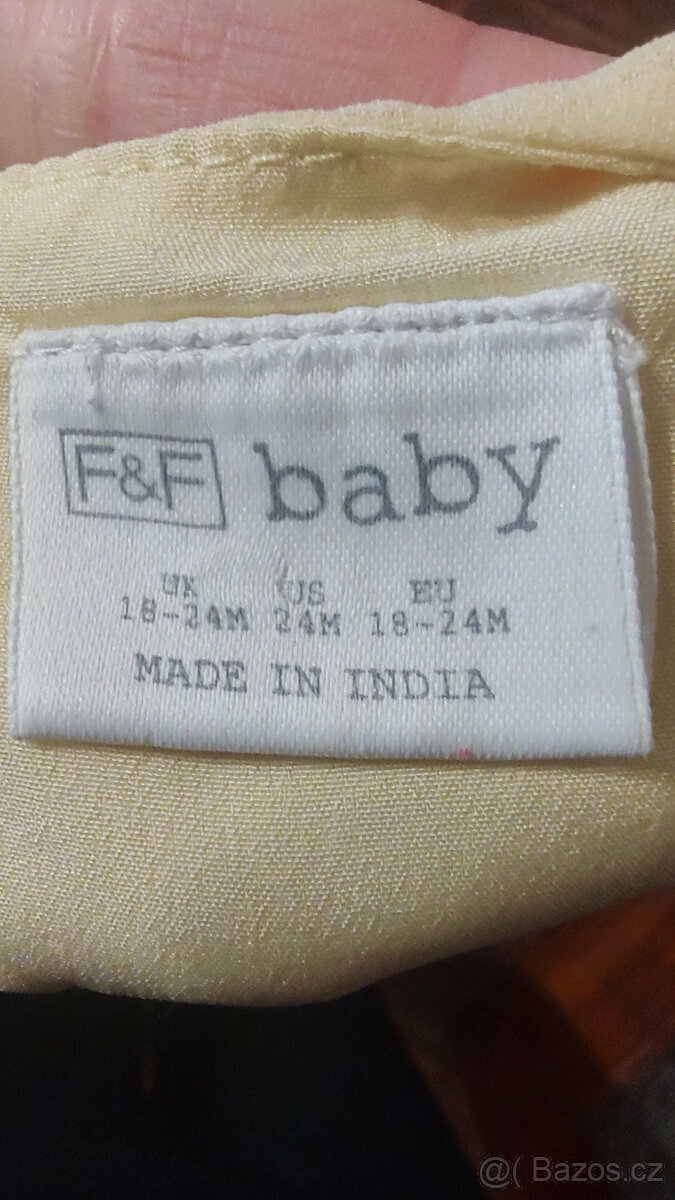 F&F baby
UK US EU
18-24M 24M 18-24M
MADE IN INDIA
@( Bazos.cz